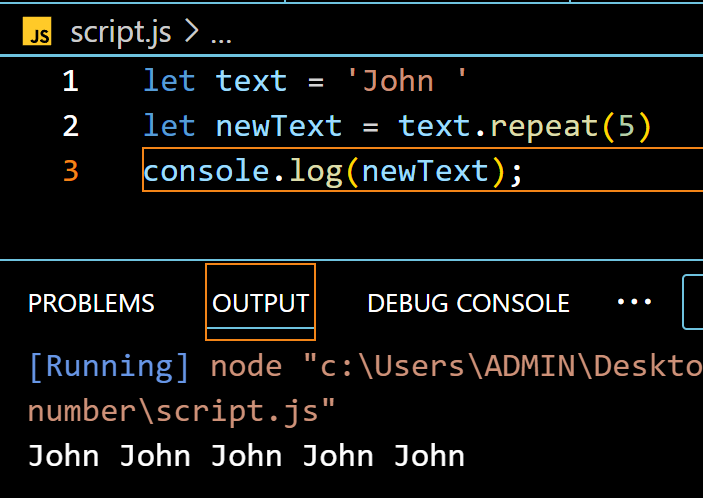 JS script.js > ...
1 let text = 'John '
2 let newText = text.repeat(5)
3 console.log(newText);
PROBLEMS OUTPUT DEBUG CONSOLE ...
[Running] node "c:\Users\ADMIN\Deskto
number\script.js"
John John John John John